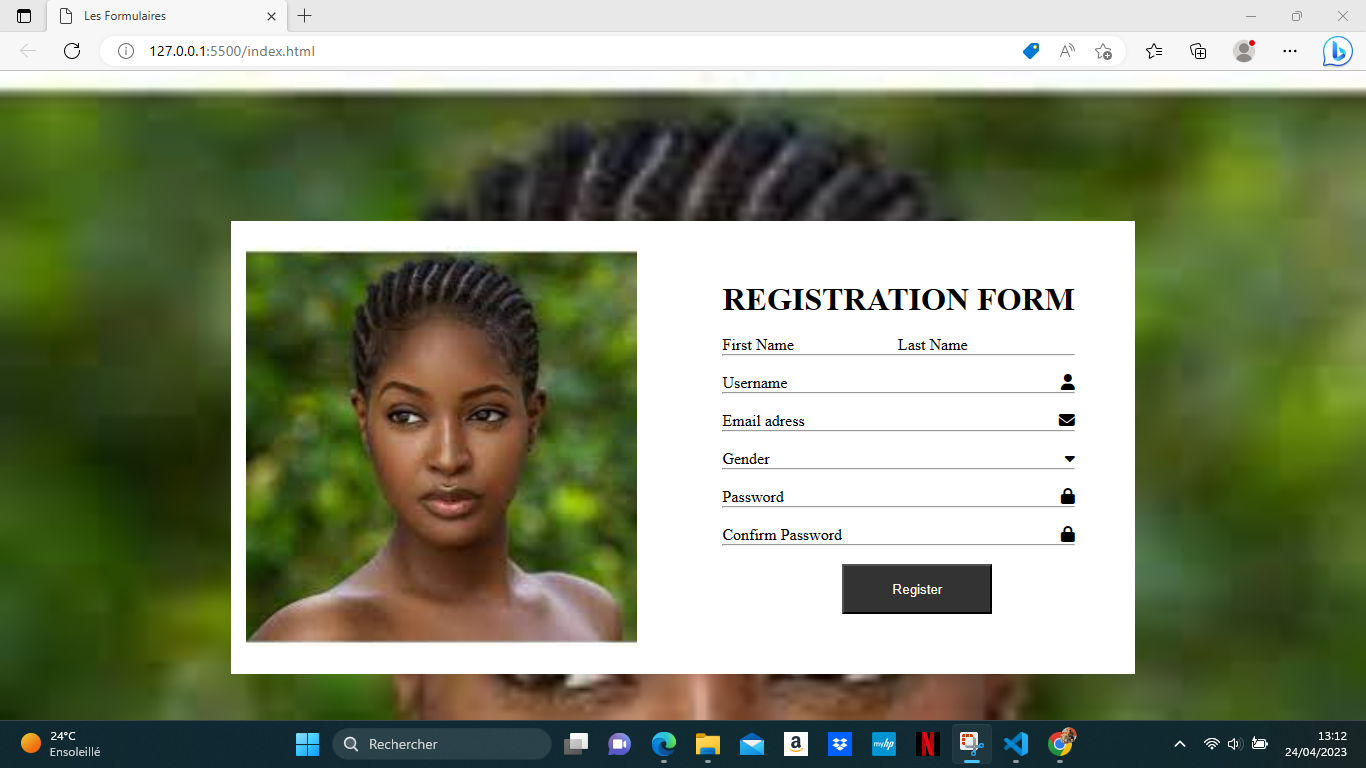 Les Formulaires
127.0.0.1:5500/index.html
REGISTRATION FORM
First Name Last Name
Username
Email adress
Gender
Password
Confirm Password
Register
24°C
Ensoleillé
Rechercher
a
myhp
N
13:12
24/04/2023